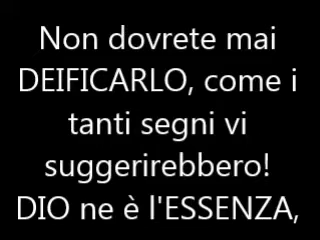 Non dovrete mai
DEIFICARLO, come i
tanti segni vi
suggerirebbero!
DIO ne è l'ESSENZA,